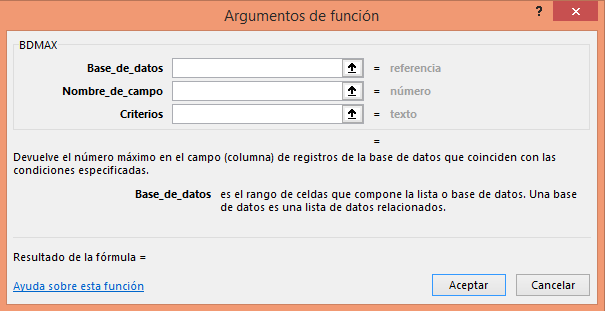 Argumentos de función
? ×
BDMAX
Base_de_datos = referencia
Nombre_de_campo = número
Criterios = texto
=
Devuelve el número máximo en el campo (columna) de registros de la base de datos que coinciden con las
condiciones especificadas.
Base_de_datos es el rango de celdas que compone la lista o base de datos. Una base
de datos es una lista de datos relacionados.
Resultado de la fórmula =
Ayuda sobre esta función
Aceptar Cancelar